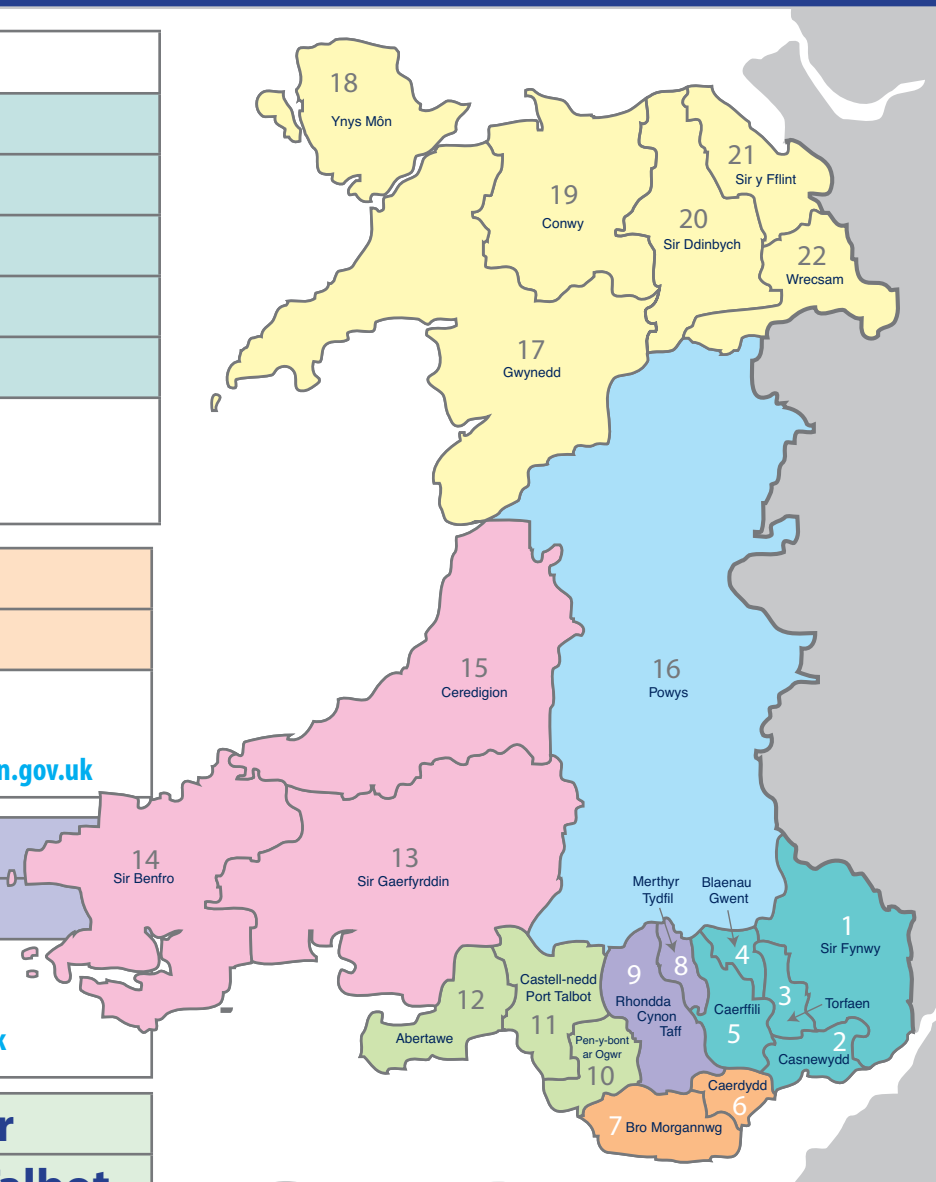 18
Ynys Môn
21
Sir y Fflint
19
Conwy
20
Sir Ddinbych
22
Wrecsam
17
Gwynedd
15
Ceredigion
16
Powys
n.gov.uk
14
Sir Benfro
13
Sir Gaerfyrddin
Merthyr
Tydfil
Blaenau
Gwent
1
Sir Fynwy
4
8
9
Castell-nedd
Port Talbot
12
Rhondda
Cynon
Taff
3
Torfaen
Caerffili
5
11
Abertawe
2
Casnewydd
Pen-y-bont
ar Ogwr
10
Caerdydd
6
7
Bro Morgannwg
k
r
albot